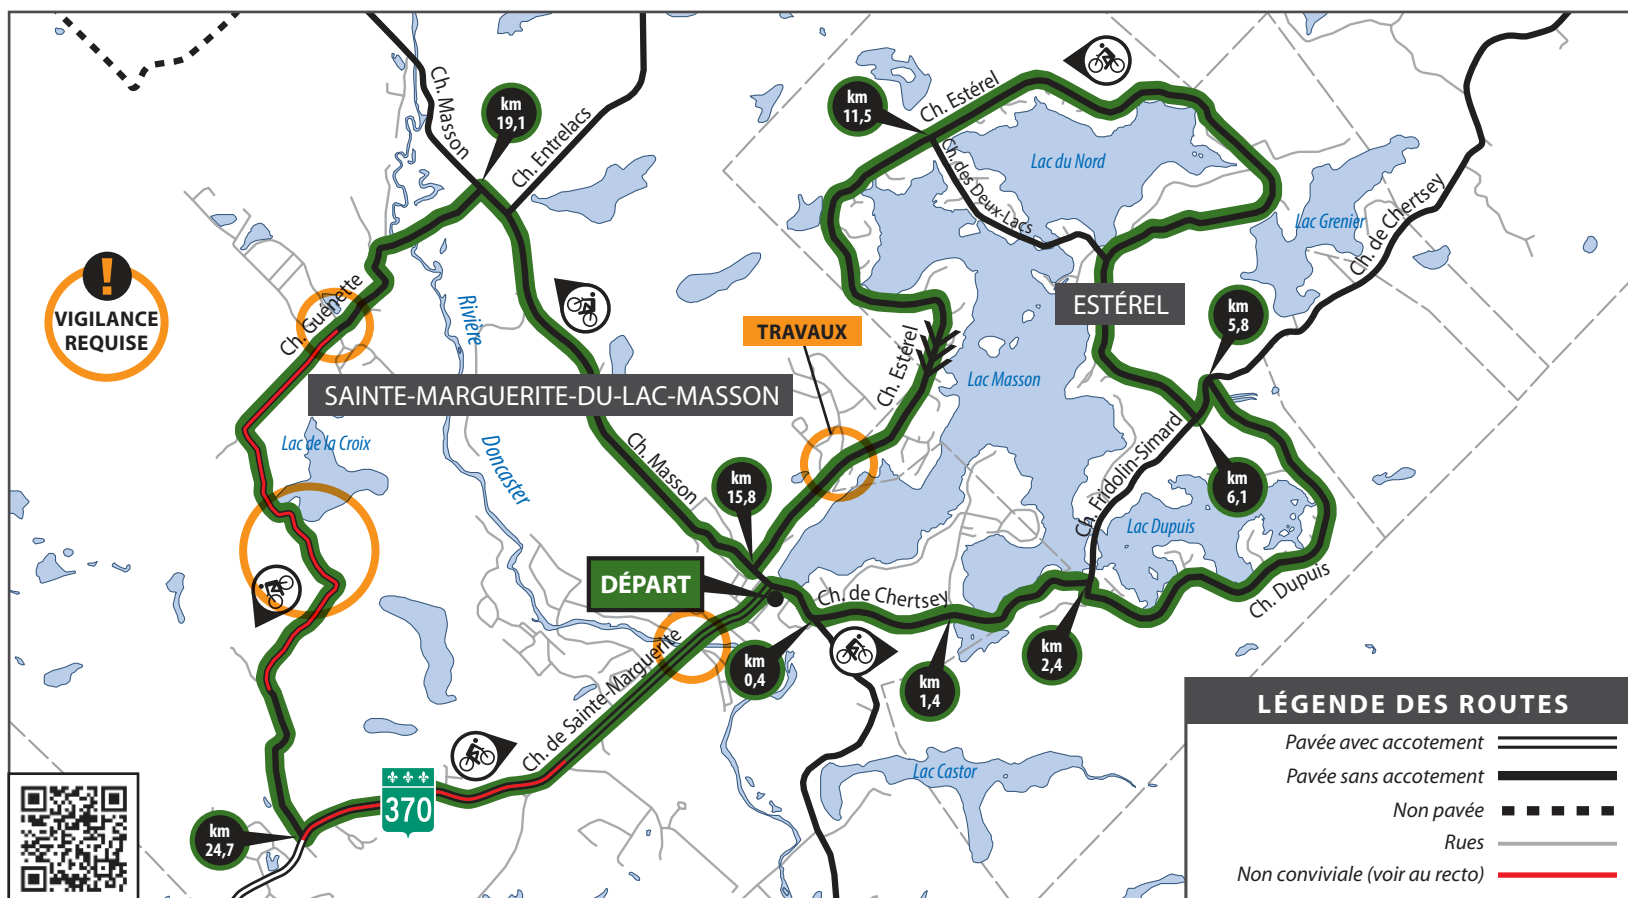 km
19,1
Ch. Masson
Ch. Entrelacs
km
11,5
Ch. Estérel
Ch. des Deux-Lacs
Lac du Nord
Lac Grenier
Ch. de Chertsey
!
VIGILANCE
REQUISE
Ch. Guénette
Rivière
Doncaster
TRAVAUX
Ch. Estérel
ESTÉREL
km
5,8
Lac Masson
SAINTE-MARGUERITE-DU-LAC-MASSON
Lac de la Croix
Ch. Masson
km
15,8
Ch. Fridolin-Simard
km
6,1
Lac Dupuis
DÉPART
Ch. de Chertsey
Ch. Dupuis
Ch. de Sainte-Marguerite
km
0,4
km
1,4
km
2,4
Lac Castor
370
km
24,7
LÉGENDE DES ROUTES
Pavée avec accotement
Pavée sans accotement
Non pavée
Rues
Non conviviale (voir au recto)